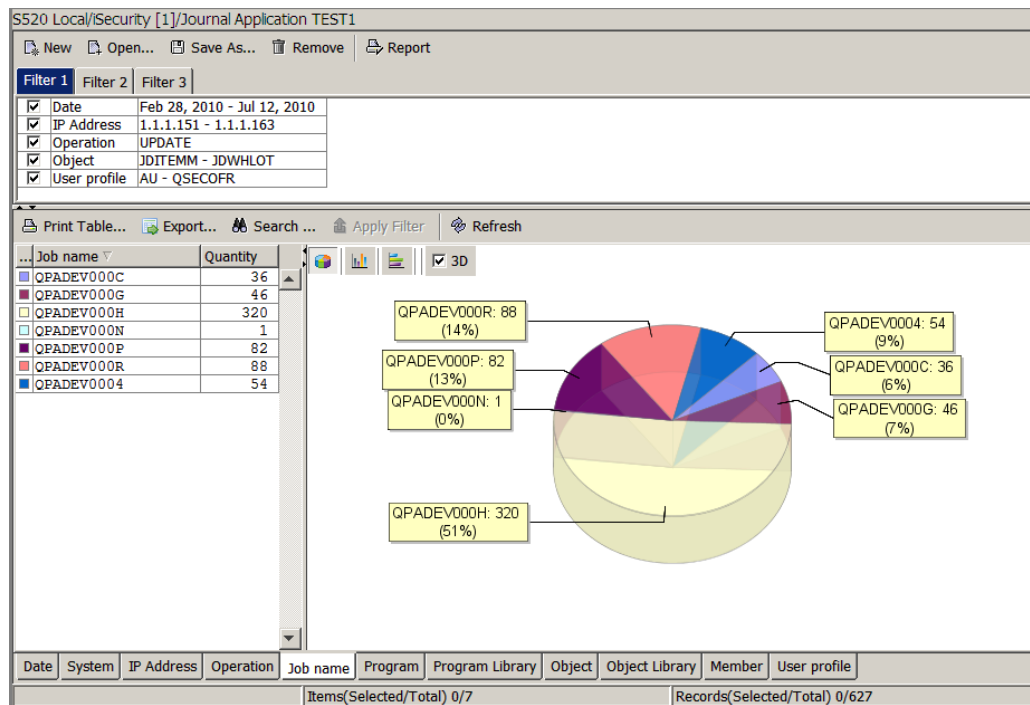 S520 Local/iSecurity [1]/Journal Application TEST1
New Open... Save As... Remove Report
Filter 1 Filter 2 Filter 3
Date Feb 28, 2010 - Jul 12, 2010
IP Address 1.1.1.151 - 1.1.1.163
Operation UPDATE
Object JDITEMM - JDWHLOT
User profile AU - QSECOFR
Print Table... Export... Search ... Apply Filter Refresh
... Job name Quantity
QPADEV000C 36
QPADEV000G 46
QPADEV000H 320
QPADEV000N 1
QPADEV000P 82
QPADEV000R 88
QPADEV0004 54
3D
QPADEV000R: 88
(14%)
QPADEV0004: 54
(9%)
QPADEV000P: 82
(13%)
QPADEV000C: 36
(6%)
QPADEV000N: 1
(0%)
QPADEV000G: 46
(7%)
QPADEV000H: 320
(51%)
Date System IP Address Operation Job name Program Program Library Object Object Library Member User profile
Items(Selected/Total) 0/7 Records(Selected/Total) 0/627